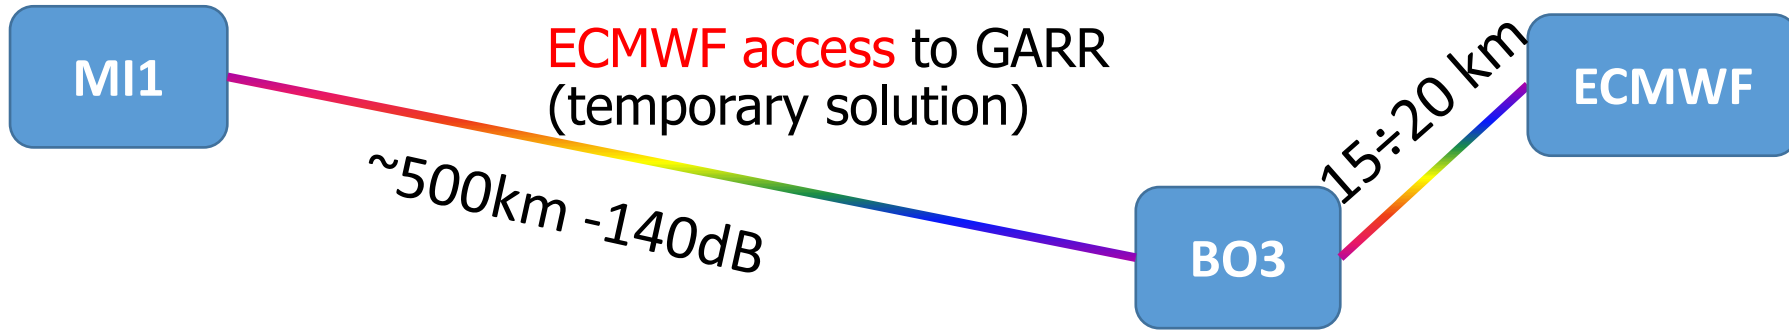 MI1
ECMWF access to GARR
(temporary solution)
~500km -140dB
15÷20 km
ECMWF
BO3